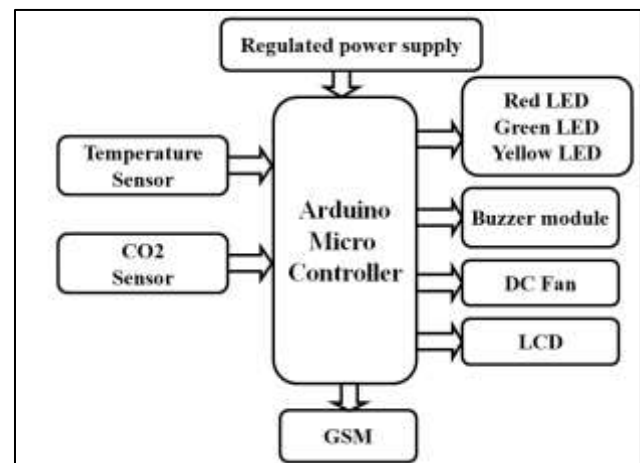 Regulated power supply
Red LED
Green LED
Yellow LED
Temperature
Sensor
Arduino
Micro
Controller
Buzzer module
CO2
Sensor
DC Fan
LCD
GSM